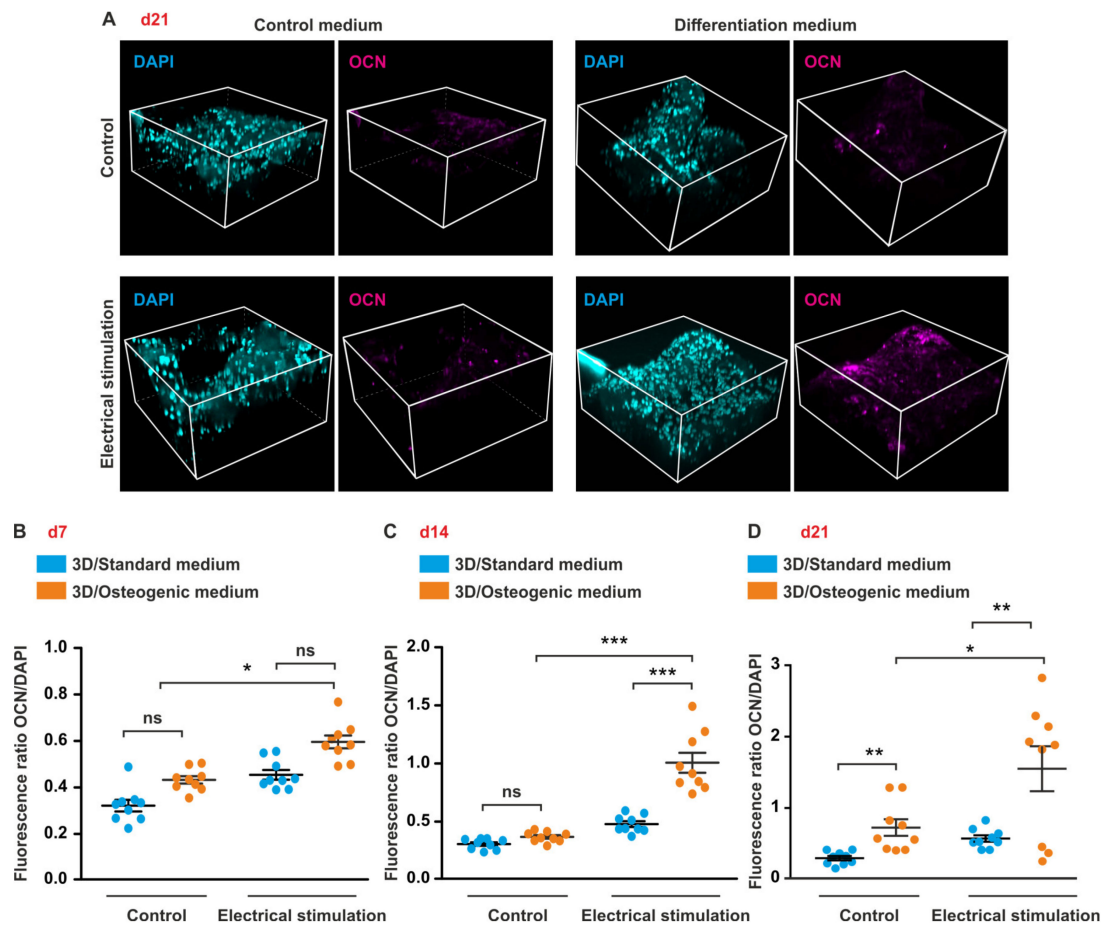 A d21
Control medium
Differentiation medium
Control
DAPI
OCN
DAPI
OCN
Electrical stimulation
DAPI
OCN
DAPI
OCN
B d7
3D/Standard medium
3D/Osteogenic medium
Fluorescence ratio OCN/DAPI
1.0
0.8
0.6
0.4
0.2
0.0
ns
*
ns
Control
Electrical stimulation
C d14
3D/Standard medium
3D/Osteogenic medium
Fluorescence ratio OCN/DAPI
2.0
1.5
1.0
0.5
0.0
ns
***
***
Control
Electrical stimulation
D d21
3D/Standard medium
3D/Osteogenic medium
Fluorescence ratio OCN/DAPI
3
2
1
0
**
*
**
Control
Electrical stimulation